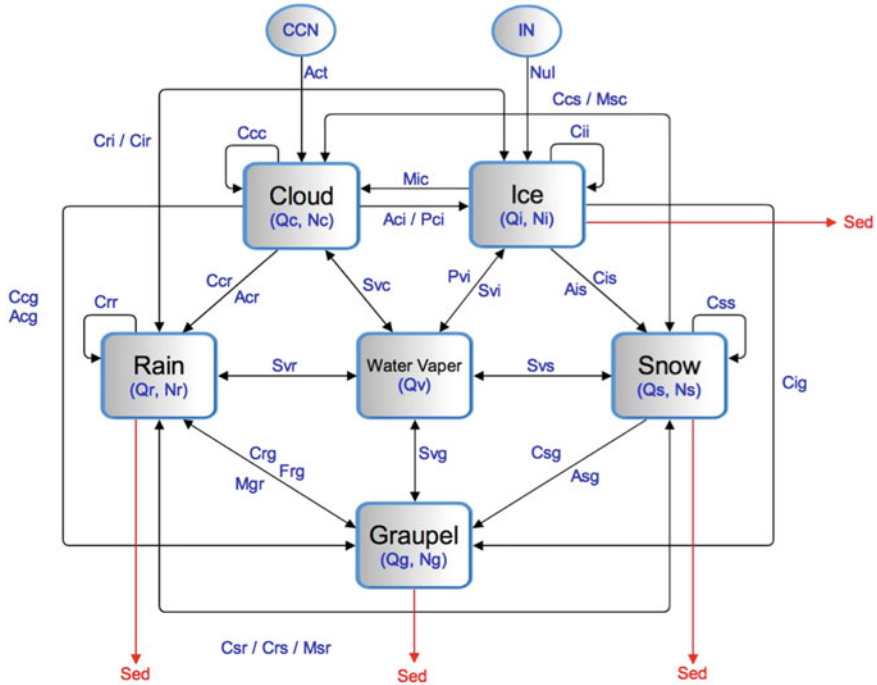 CCN
IN
Act
Nul
Ccs / Msc
Cri / Cir
Ccc
Cii
Cloud
(Qc, Nc)
Mic
Aci / Pci
Ice
(Qi, Ni)
Sed
Ccr
Acr
Svc
Pvi
Svi
Cis
Ais
Ccg
Acg
Crr
Css
Rain
(Qr, Nr)
Svr
Water Vaper
(Qv)
Svs
Snow
(Qs, Ns)
Cig
Crg
Frg
Mgr
Svg
Csg
Asg
Graupel
(Qg, Ng)
Csr / Crs / Msr
Sed
Sed
Sed